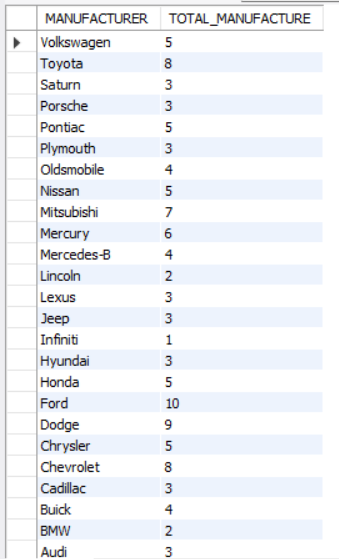 MANUFACTURER TOTAL_MANUFACTURE
Volkswagen 5
Toyota 8
Saturn 3
Porsche 3
Pontiac 5
Plymouth 3
Oldsmobile 4
Nissan 5
Mitsubishi 7
Mercury 6
Mercedes-B 4
Lincoln 2
Lexus 3
Jeep 3
Infiniti 1
Hyundai 3
Honda 5
Ford 10
Dodge 9
Chrysler 5
Chevrolet 8
Cadillac 3
Buick 4
BMW 2
Audi 3